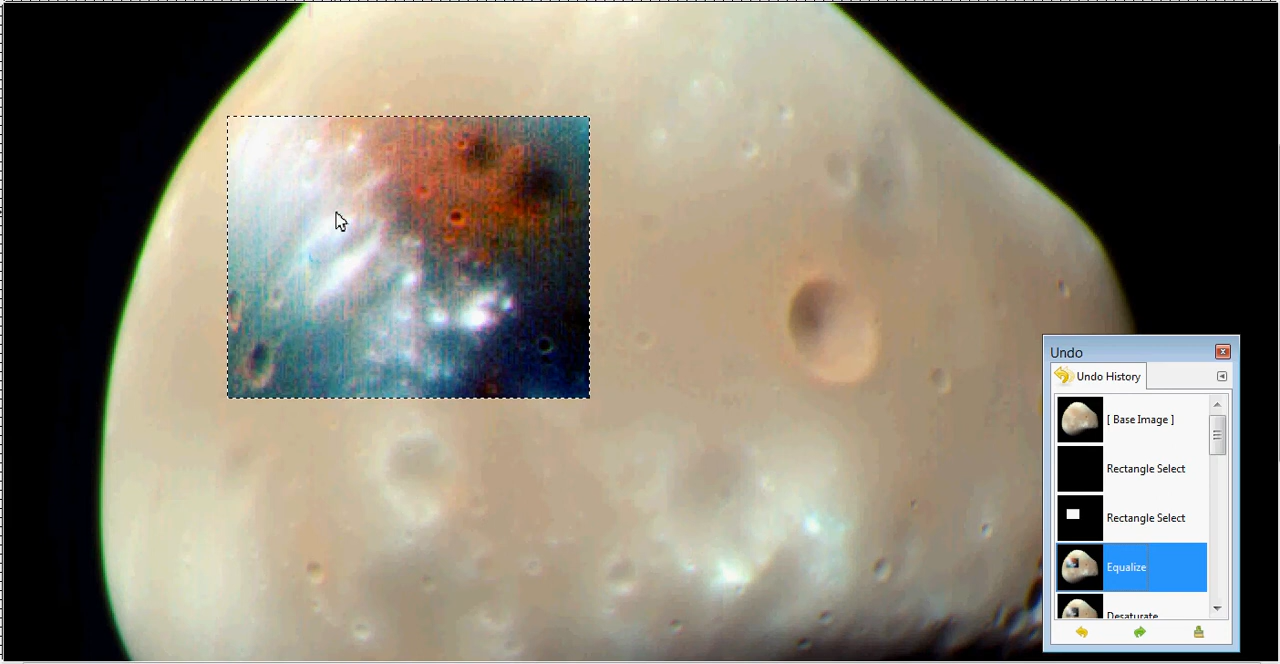 Undo
Undo History
[ Base Image ]
Rectangle Select
Rectangle Select
Equalize
Desaturate